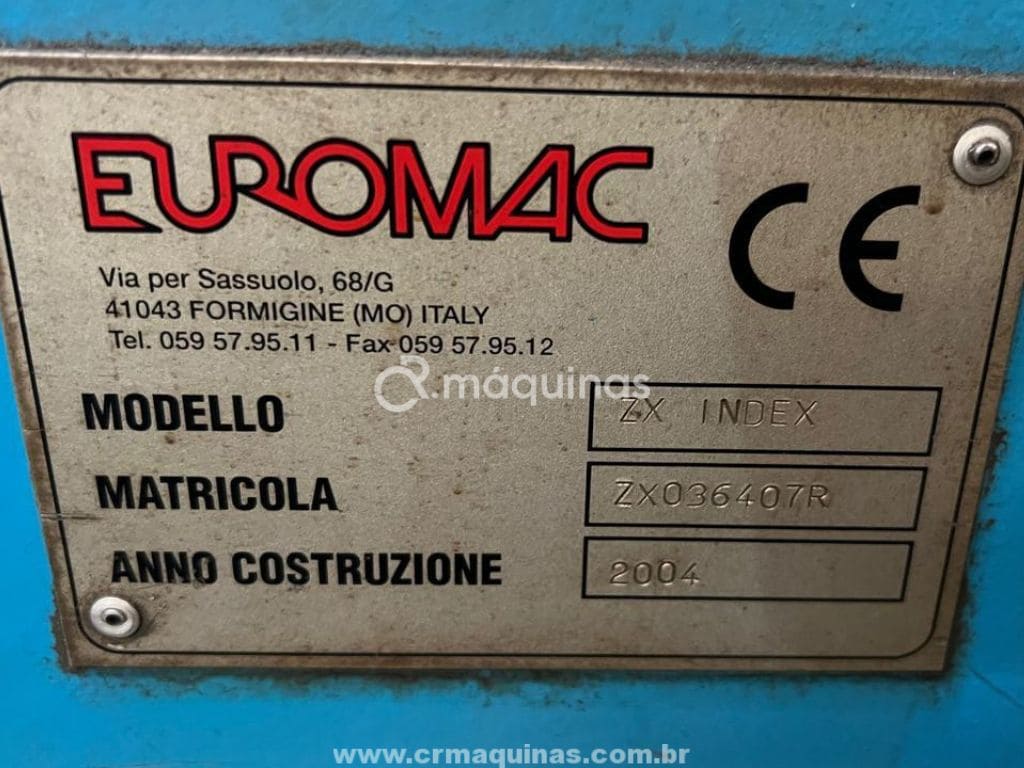 EUROMAC
CE
Via per Sassuolo, 68/G
41043 FORMIGINE (MO) ITALY
Tel. 059 57.95.11 - Fax 059 57.95.12
CR.máquinas
MODELLO ZX INDEX
MATRICOLA ZX036407R
ANNO COSTRUZIONE 2004
www.crmaquinas.com.br